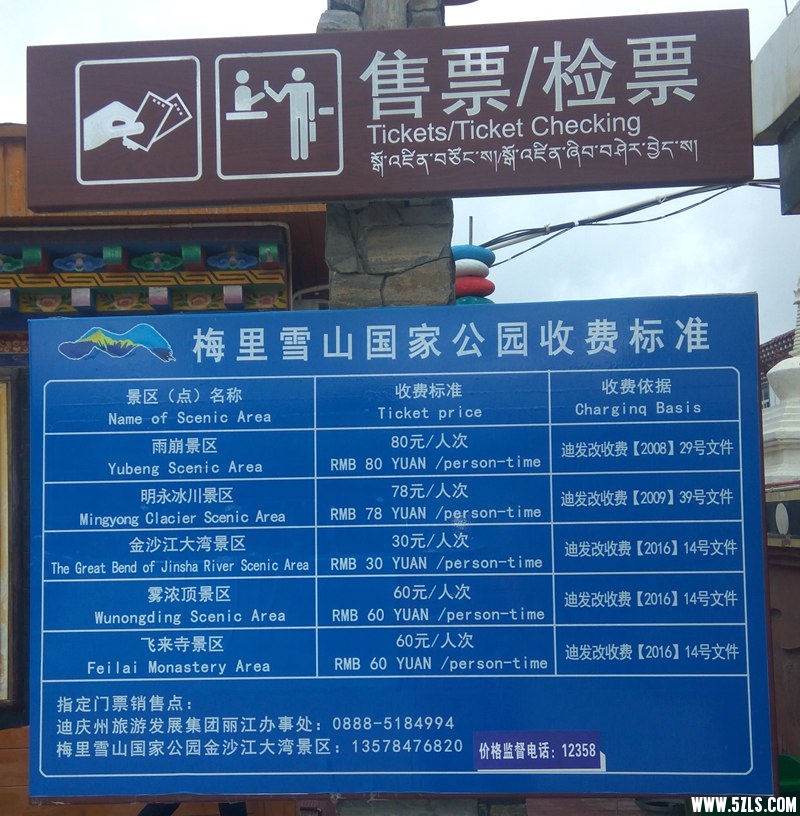 售票/检票
Tickets/Ticket Checking
སྒོ་འཛིན་བཙོང་ས།/སྒོ་འཛིན་ཞིབ་བཤེར་བྱེད་ས།
梅里雪山国家公园收费标准
景区（点）名称 收费标准 收费依据
Name of Scenic Area Ticket price Charginq Basis
雨崩景区 80元/人次 迪发改收费【2008】29号文件
Yubeng Scenic Area RMB 80 YUAN /person-time
明永冰川景区 78元/人次 迪发改收费【2009】39号文件
Mingyong Clacier Scenic Area RMB 78 YUAN /person-time
金沙江大湾景区 30元/人次 迪发改收费【2016】14号文件
The Great Bend of Jinsha River Scenic Area RMB 30 YUAN /person-time
雾浓顶景区 60元/人次 迪发改收费【2016】14号文件
Wunongding Scenic Area RMB 60 YUAN /person-time
飞来寺景区 60元/人次 迪发改收费【2016】14号文件
Feilai Monastery Area RMB 60 YUAN /person-time
指定门票销售点：
迪庆州旅游发展集团丽江办事处：0888-5184994
梅里雪山国家公园金沙江大湾景区：13578476820 价格监督电话：12358
WWW.5ZLS.COM